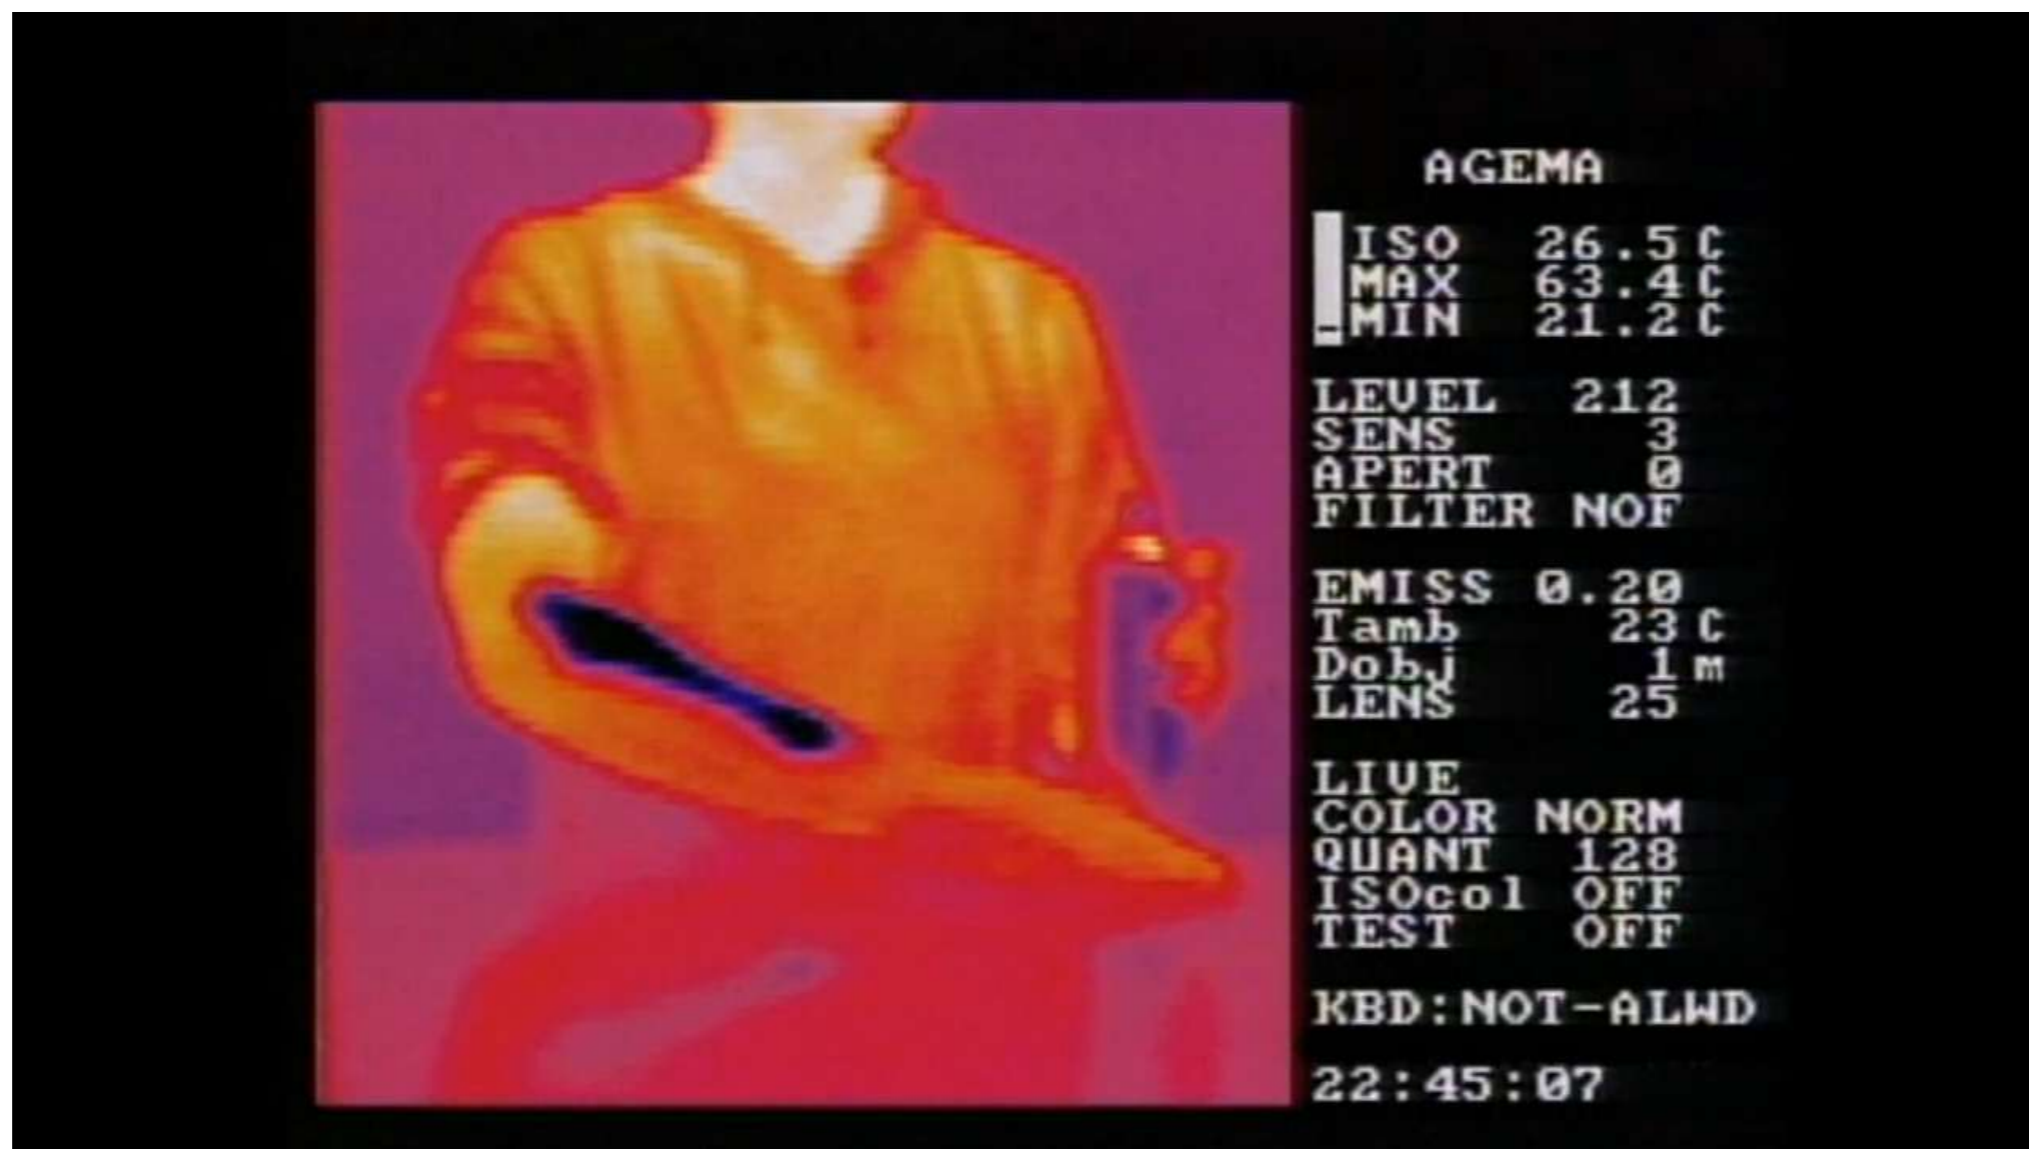 AGEMA
ISO 26.5 C
MAX 63.4 C
MIN 21.2 C
LEVEL 212
SENS 3
APERT 0
FILTER NOF
EMISS 0.20
Tamb 23 C
Dobj 1 m
LENS 25
LIVE
COLOR NORM
QUANT 128
ISOcol OFF
TEST OFF
KBD:NOT-ALWD
22:45:07